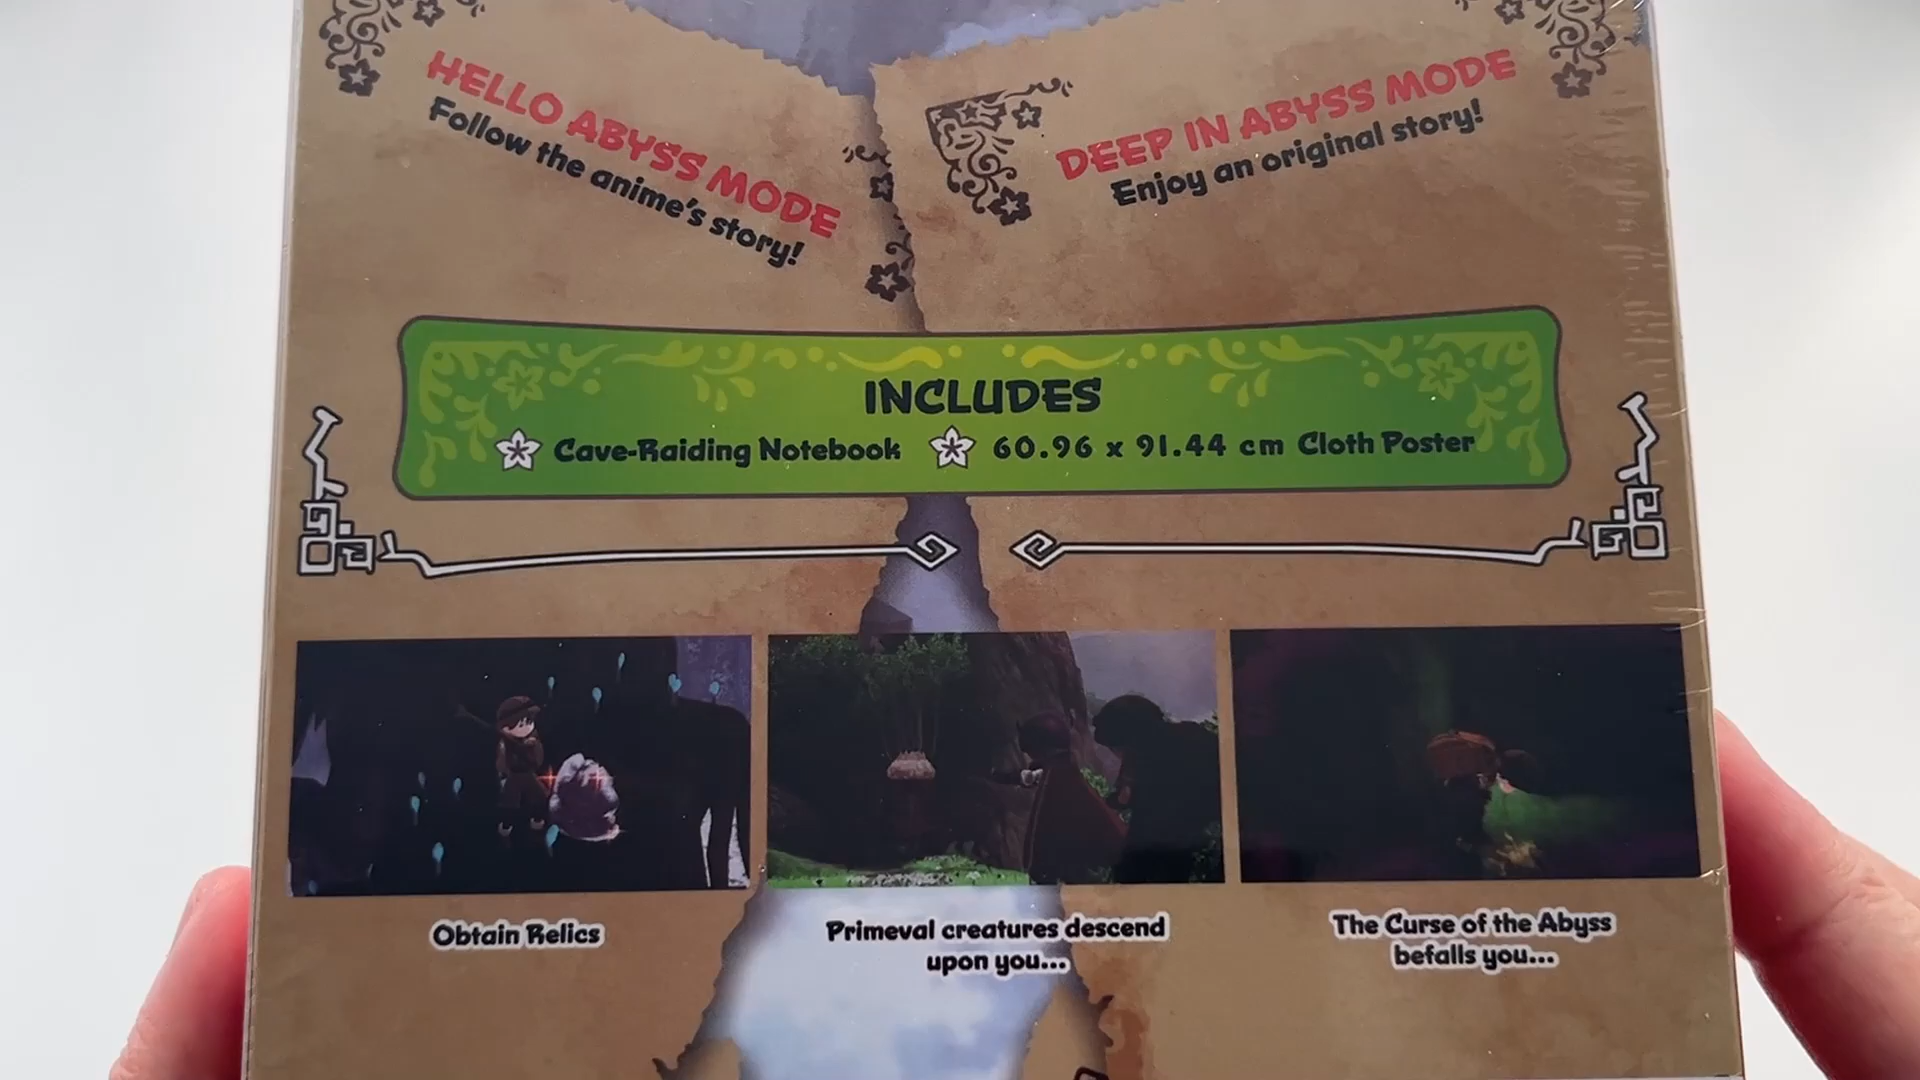 HELLO ABYSS MODE
Follow the anime's story!
DEEP IN ABYSS MODE
Enjoy an original story!
INCLUDES
Cave-Raiding Notebook
60.96 x 91.44 cm Cloth Poster
Obtain Relics
Primeval creatures descend
upon you...
The Curse of the Abyss
befalls you...